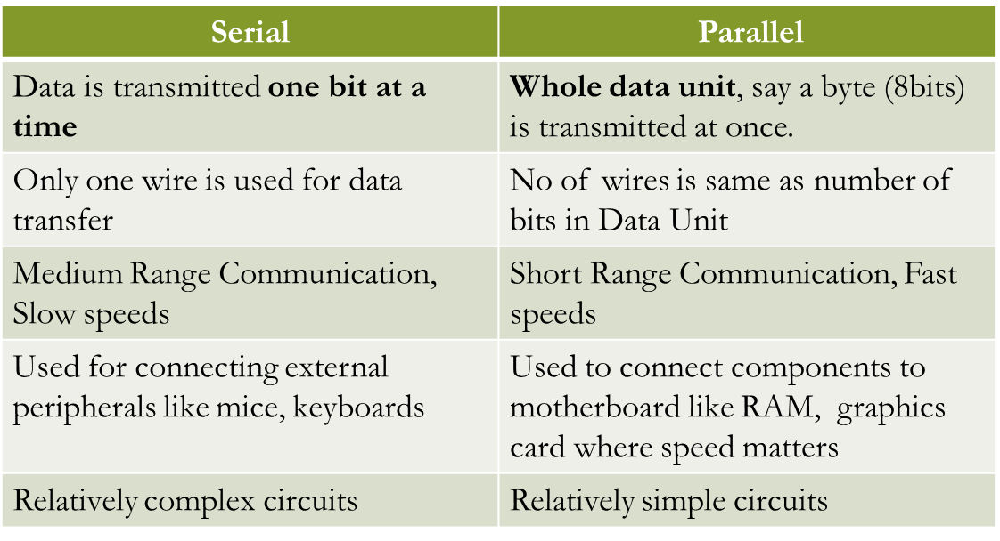 Serial
Parallel
Data is transmitted one bit at a
time
Whole data unit, say a byte (8bits)
is transmitted at once.
Only one wire is used for data
transfer
No of wires is same as number of
bits in Data Unit
Medium Range Communication,
Slow speeds
Short Range Communication, Fast
speeds
Used for connecting external
peripherals like mice, keyboards
Used to connect components to
motherboard like RAM, graphics
card where speed matters
Relatively complex circuits
Relatively simple circuits